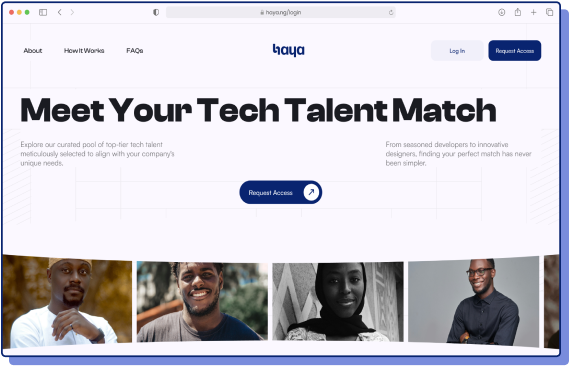 haya.ng/login
About
How It Works
FAQs
haya
Log In
Request Access
Meet Your Tech Talent Match
Explore our curated pool of top-tier tech talent
meticulously selected to align with your company's
unique needs.
From seasoned developers to innovative
designers, finding your perfect match has never
been simpler.
Request Access